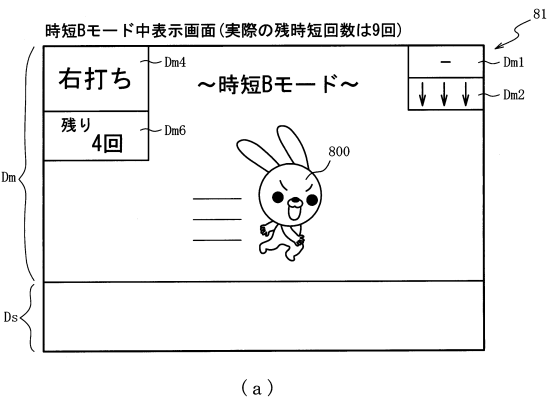 時短Bモード中表示画面(実際の残時短回数は9回)
81
右打ち
Dm4
～時短Bモード～
－
Dm1
↓↓↓
Dm2
残り
4回
Dm6
800
Dm
Ds
(a)